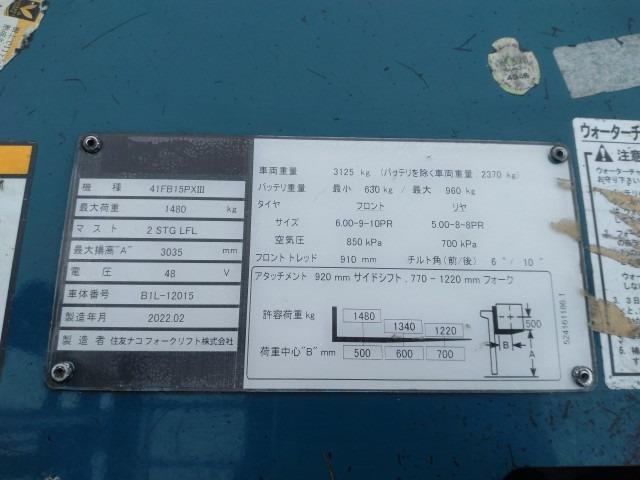 機種 41FB15PXⅢ
最大荷重 1480 kg
マスト 2 STG LFL
最大揚高"A" 3035 mm
電圧 48 V
車体番号 B1L-12015
製造年月 2022.02
製造者 住友ナコ フォークリフト株式会社
車両重量 3125 kg (バッテリを除く車両重量 2370 kg)
バッテリ重量 最小 630 kg / 最大 960 kg
タイヤ フロント リヤ
サイズ 6.00-9-10PR 5.00-8-8PR
空気圧 850 kPa 700 kPa
フロントトレッド 910 mm チルト角(前/後) 6°/ 10°
アタッチメント 920 mm サイドシフト, 770 - 1220 mm フォーク
許容荷重 kg 1480 1340 1220
荷重中心"B" mm 500 600 700
500
B
A
524161186.1
ウォーターチ
注意